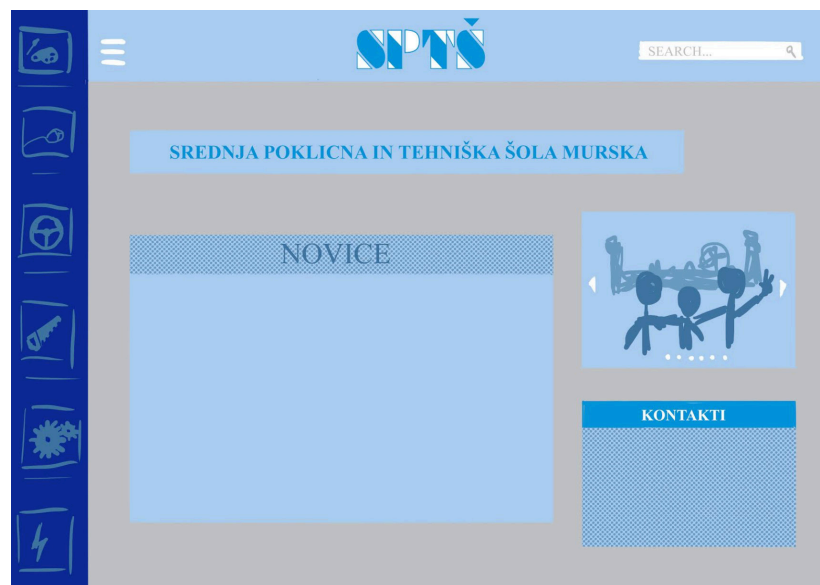 SPTŠ
SEARCH...
SREDNJA POKLICNA IN TEHNIŠKA ŠOLA MURSKA
NOVICE
KONTAKTI